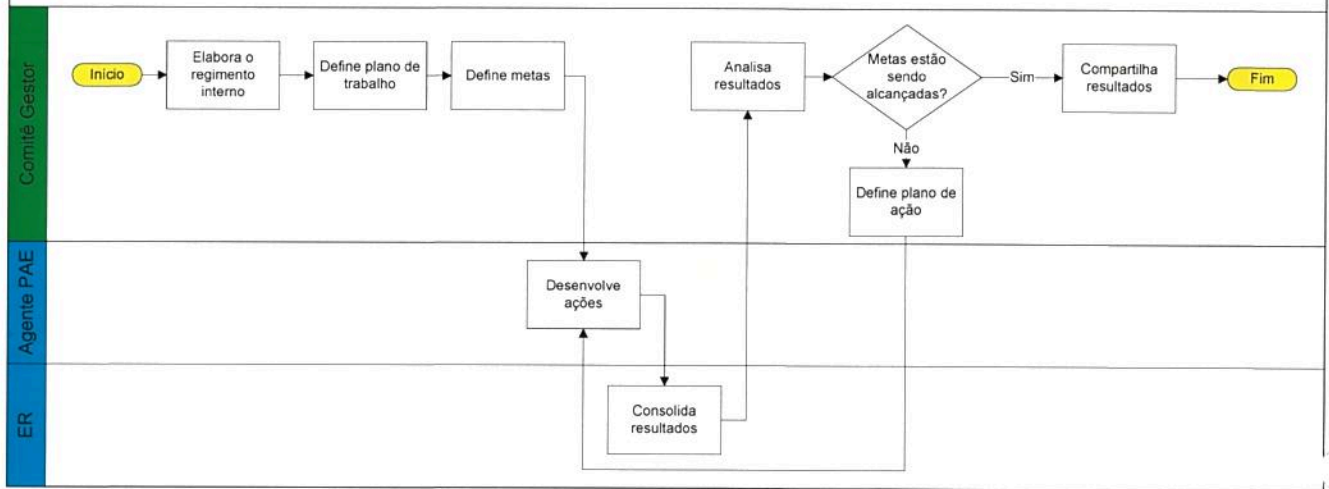 Comitê Gestor
Início
Elabora o
regimento
interno
Define plano de
trabalho
Define metas
Analisa
resultados
Metas estão
sendo
alcançadas?
Sim
Compartilha
resultados
Fim
Não
Define plano de
ação
Agente PAE
Desenvolve
ações
ER
Consolida
resultados